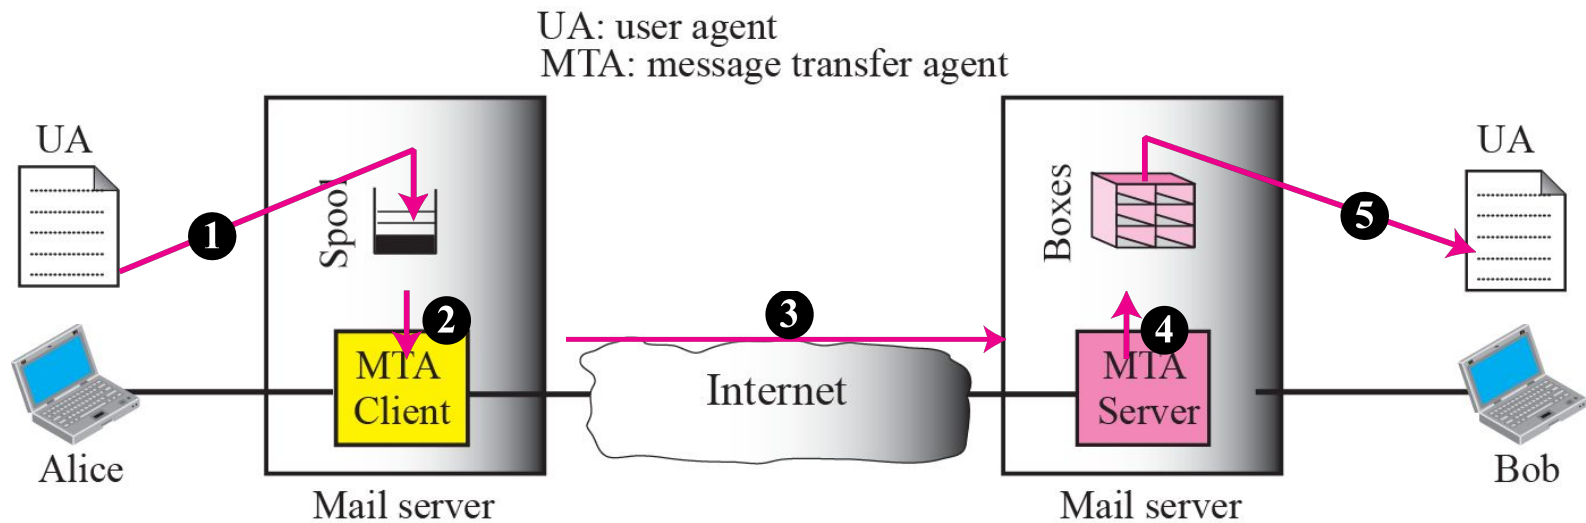 UA: user agent
MTA: message transfer agent
UA
Spool
Boxes
UA
1
2
3
4
5
MTA
Client
Internet
MTA
Server
Alice
Mail server
Mail server
Bob